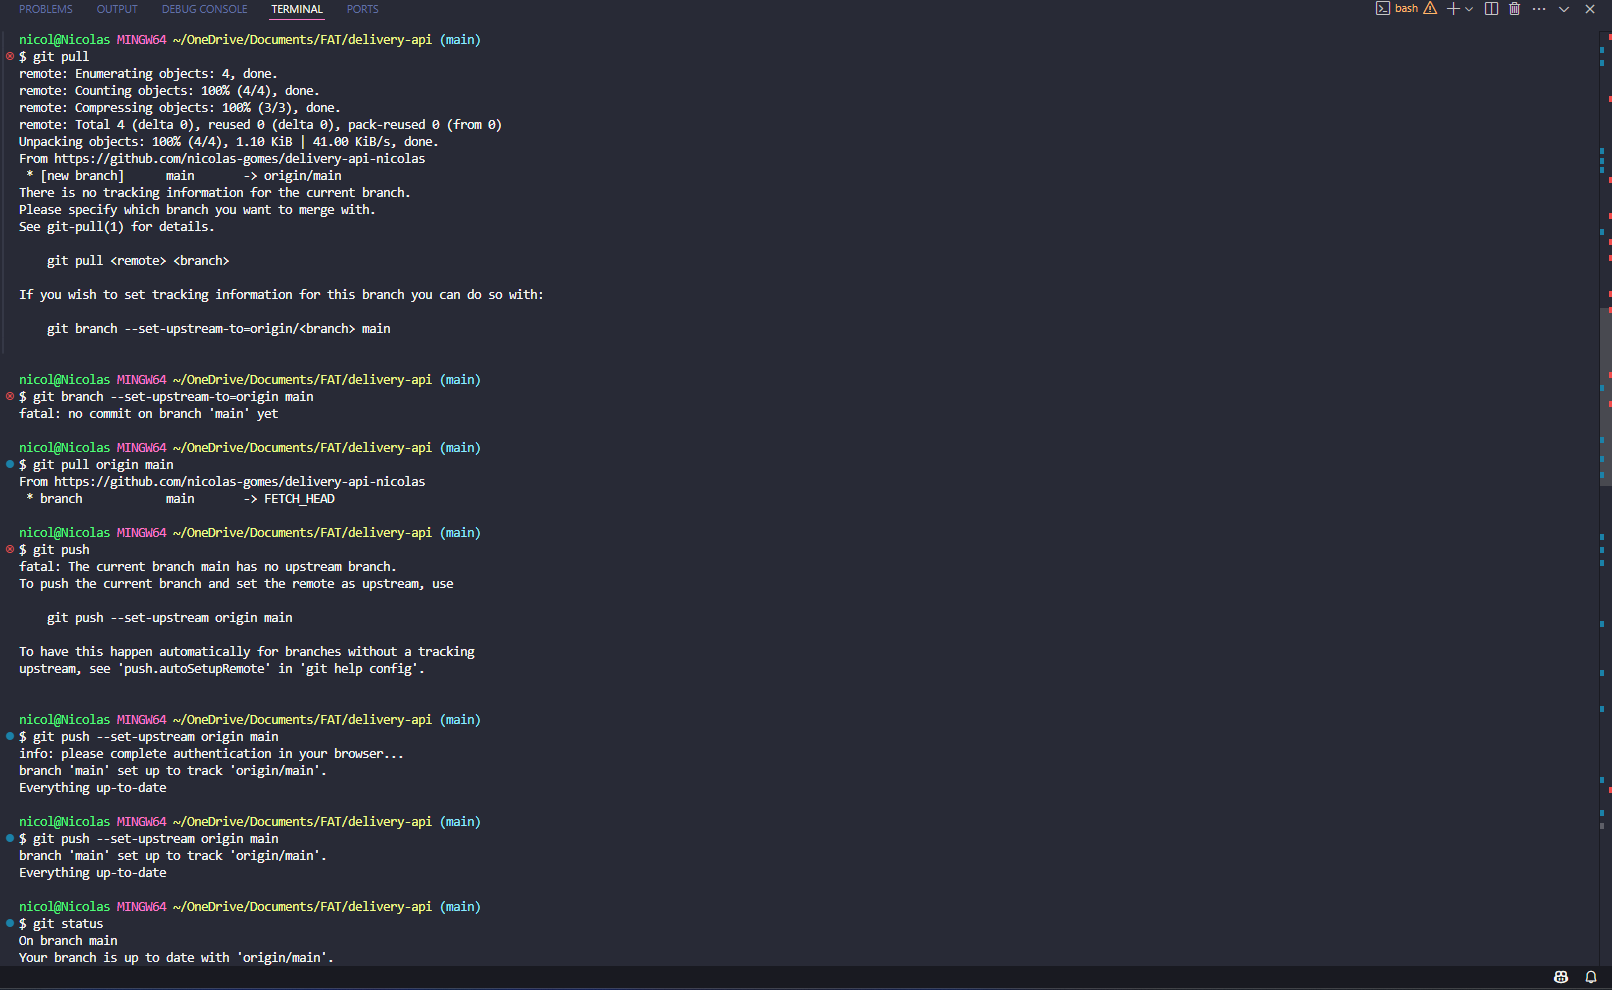 PROBLEMS OUTPUT DEBUG CONSOLE TERMINAL PORTS bash
nicol@Nicolas MINGW64 ~/OneDrive/Documents/FAT/delivery-api (main)
$ git pull
remote: Enumerating objects: 4, done.
remote: Counting objects: 100% (4/4), done.
remote: Compressing objects: 100% (3/3), done.
remote: Total 4 (delta 0), reused 0 (delta 0), pack-reused 0 (from 0)
Unpacking objects: 100% (4/4), 1.10 KiB | 41.00 KiB/s, done.
From https://github.com/nicolas-gomes/delivery-api-nicolas
 * [new branch]      main       -> origin/main
There is no tracking information for the current branch.
Please specify which branch you want to merge with.
See git-pull(1) for details.
    git pull <remote> <branch>
If you wish to set tracking information for this branch you can do so with:
    git branch --set-upstream-to=origin/<branch> main
nicol@Nicolas MINGW64 ~/OneDrive/Documents/FAT/delivery-api (main)
$ git branch --set-upstream-to=origin main
fatal: no commit on branch 'main' yet
nicol@Nicolas MINGW64 ~/OneDrive/Documents/FAT/delivery-api (main)
$ git pull origin main
From https://github.com/nicolas-gomes/delivery-api-nicolas
 * branch            main       -> FETCH_HEAD
nicol@Nicolas MINGW64 ~/OneDrive/Documents/FAT/delivery-api (main)
$ git push
fatal: The current branch main has no upstream branch.
To push the current branch and set the remote as upstream, use
    git push --set-upstream origin main
To have this happen automatically for branches without a tracking
upstream, see 'push.autoSetupRemote' in 'git help config'.
nicol@Nicolas MINGW64 ~/OneDrive/Documents/FAT/delivery-api (main)
$ git push --set-upstream origin main
info: please complete authentication in your browser...
branch 'main' set up to track 'origin/main'.
Everything up-to-date
nicol@Nicolas MINGW64 ~/OneDrive/Documents/FAT/delivery-api (main)
$ git push --set-upstream origin main
branch 'main' set up to track 'origin/main'.
Everything up-to-date
nicol@Nicolas MINGW64 ~/OneDrive/Documents/FAT/delivery-api (main)
$ git status
On branch main
Your branch is up to date with 'origin/main'.